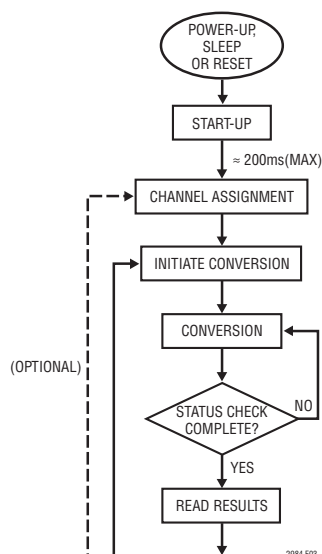 POWER-UP,
SLEEP
OR RESET
START-UP
≈ 200ms(MAX)
CHANNEL ASSIGNMENT
INITIATE CONVERSION
CONVERSION
(OPTIONAL)
STATUS CHECK
COMPLETE?
NO
YES
READ RESULTS
2984 F03